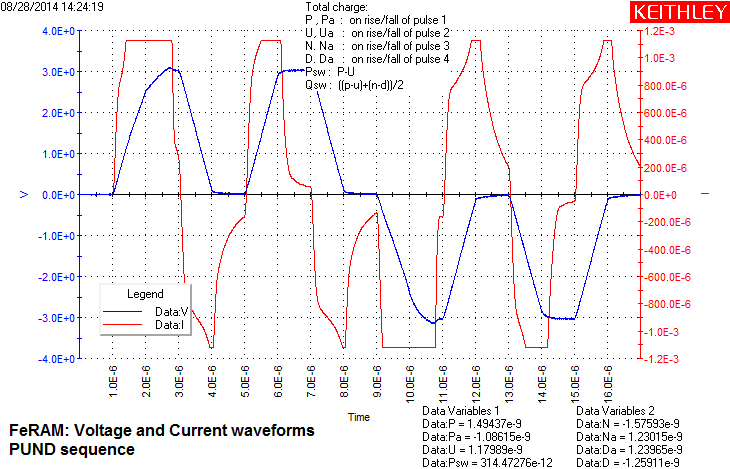 08/28/2014 14:24:19
Total charge:
P , Pa : on rise/fall of pulse 1
U, Ua : on rise/fall of pulse 2
N. Na : on rise/fall of pulse 3
D. Da : on rise/fall of pulse 4
Psw : P-U
Qsw : ((p-u)+(n-d))/2
KEITHLEY
4.0E+0
3.0E+0
2.0E+0
1.0E+0
0.0E+0
-1.0E+0
-2.0E+0
-3.0E+0
-4.0E+0
V
1.2E-3
1.0E-3
800.0E-6
600.0E-6
400.0E-6
200.0E-6
0.0E+0
-200.0E-6
-400.0E-6
-600.0E-6
-800.0E-6
-1.0E-3
-1.2E-3
I
Legend
Data:V
Data:I
1.0E-6
2.0E-6
3.0E-6
4.0E-6
5.0E-6
6.0E-6
7.0E-6
8.0E-6
9.0E-6
10.0E-6
11.0E-6
12.0E-6
13.0E-6
14.0E-6
15.0E-6
16.0E-6
Time
FeRAM: Voltage and Current waveforms
PUND sequence
Data Variables 1
Data:P = 1.49437e-9
Data:Pa = -1.08615e-9
Data:U = 1.17989e-9
Data:Psw = 314.47276e-12
Data Variables 2
Data:N = -1.57593e-9
Data:Na = 1.23015e-9
Data:Da = 1.23965e-9
Data:D = -1.25911e-9